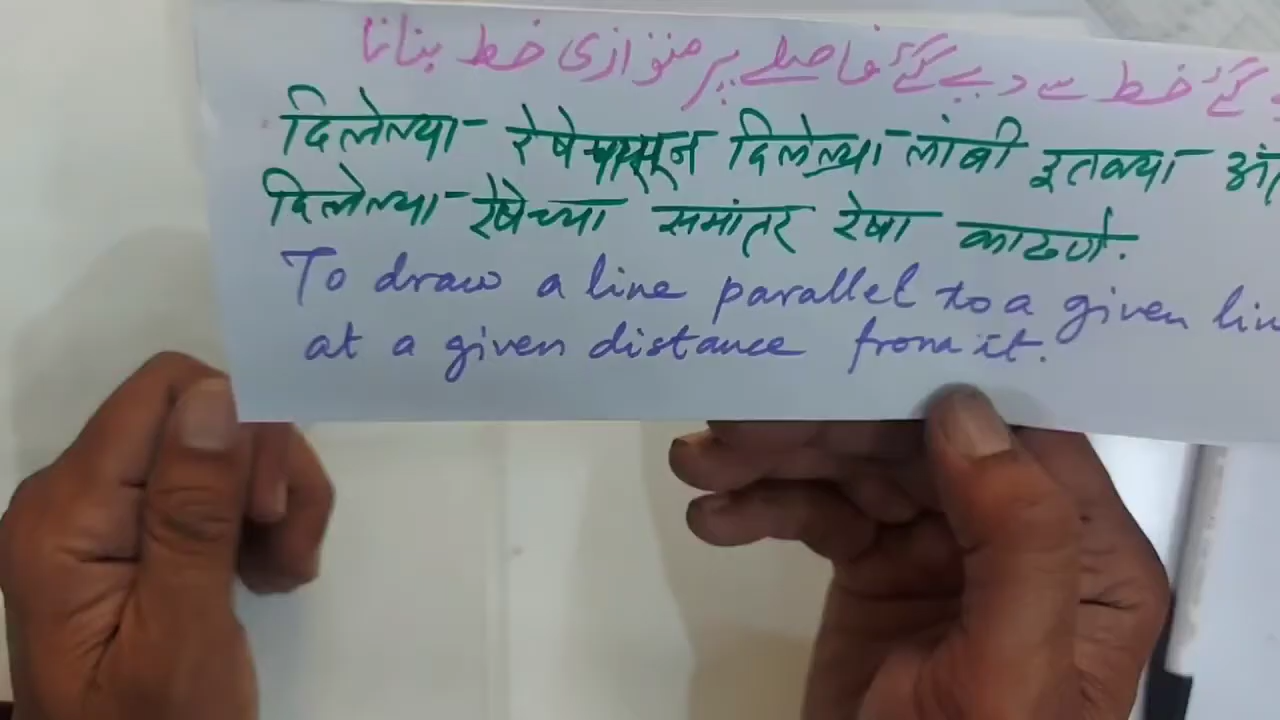 گئے خط سے دیے گئے فاصلے پر متوازی خط بنانا
दिलेल्या रेषेपासून दिलेल्या लांबी इतक्या अंत
दिलेल्या रेषेच्या समांतर रेषा काढणे.
To draw a line parallel to a given lin
at a given distance from it.